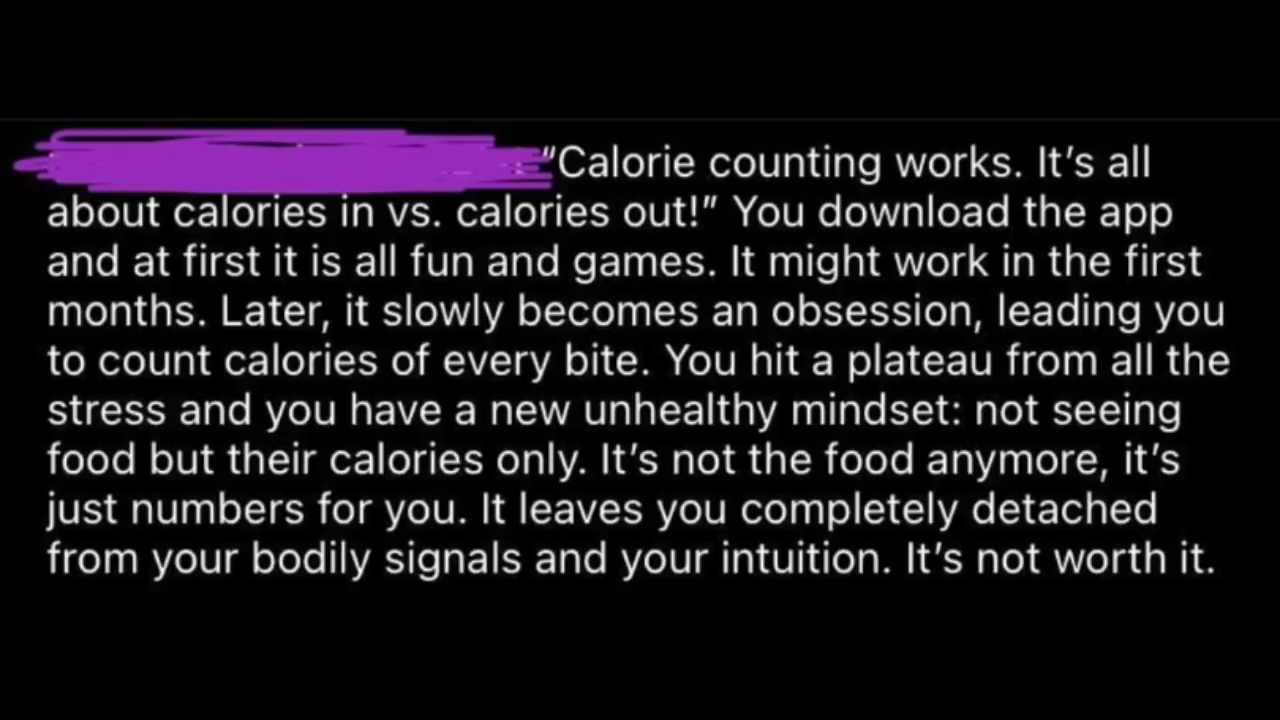 “Calorie counting works. It’s all
about calories in vs. calories out!” You download the app
and at first it is all fun and games. It might work in the first
months. Later, it slowly becomes an obsession, leading you
to count calories of every bite. You hit a plateau from all the
stress and you have a new unhealthy mindset: not seeing
food but their calories only. It’s not the food anymore, it’s
just numbers for you. It leaves you completely detached
from your bodily signals and your intuition. It’s not worth it.